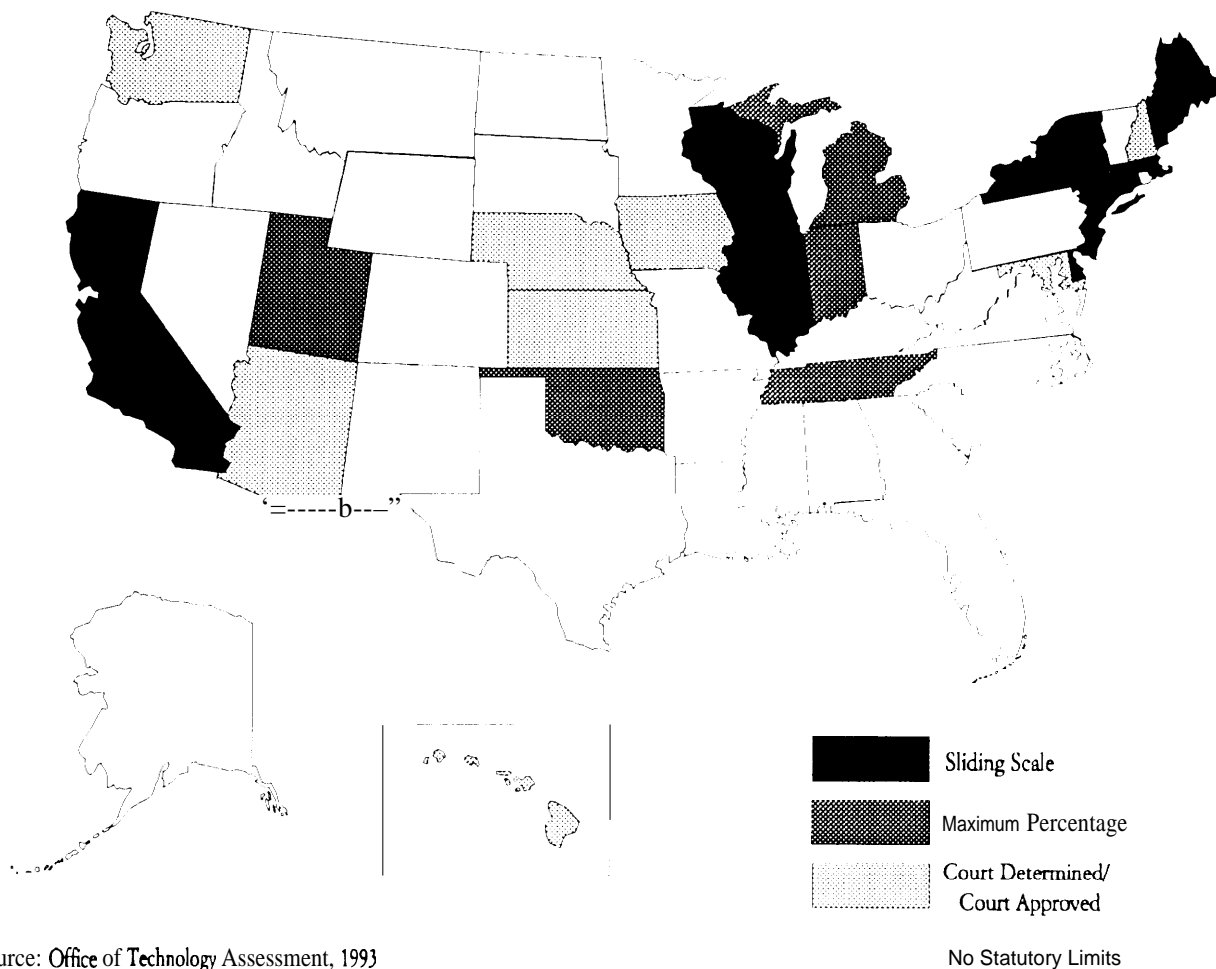 ‘=-----b---”
Sliding Scale
Maximum Percentage
Court Determined/
Court Approved
urce: Office of Technology Assessment, 1993
No Statutory Limits